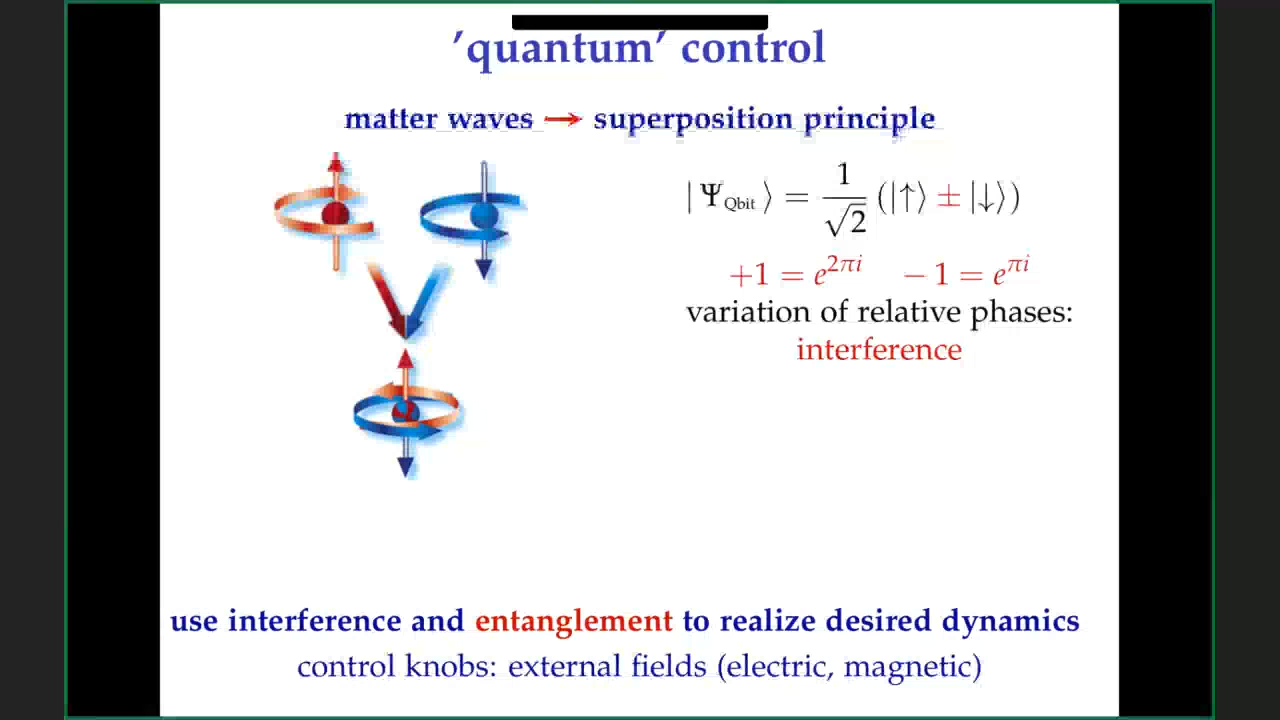 ’quantum’ control
matter waves → superposition principle
| Ψ_Qbit ⟩ = 1/√2 (|↑⟩ ± |↓⟩)
+1 = e^{2πi} − 1 = e^{πi}
variation of relative phases:
interference
use interference and entanglement to realize desired dynamics
control knobs: external fields (electric, magnetic)